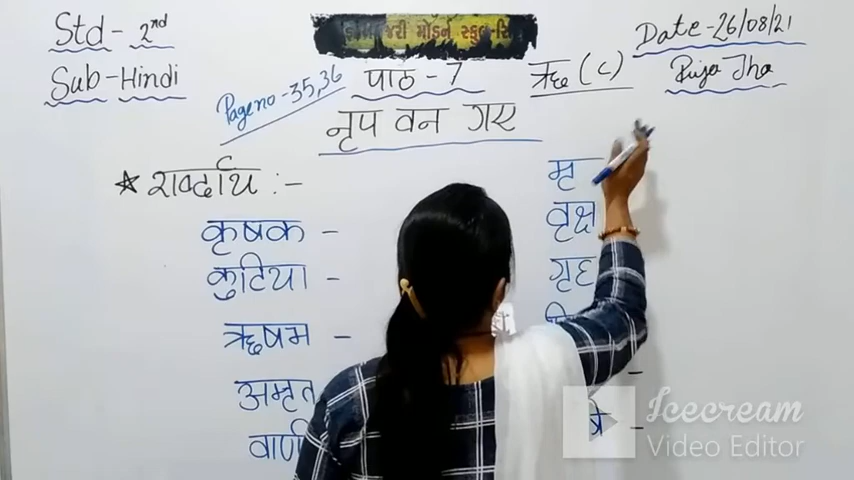 Std- 2nd
Sub-Hindi
मॉडर्न स्कूल
Date-26/08/21
Puja Jha
Page no-35,36
पाठ-7
ऋ(ृ)
नृप बन गए
★ शब्दार्थ :-
कृषक -
वृक्ष
कुटिया -
गृह
ऋषभ -
अमृत
Icecream
Video Editor